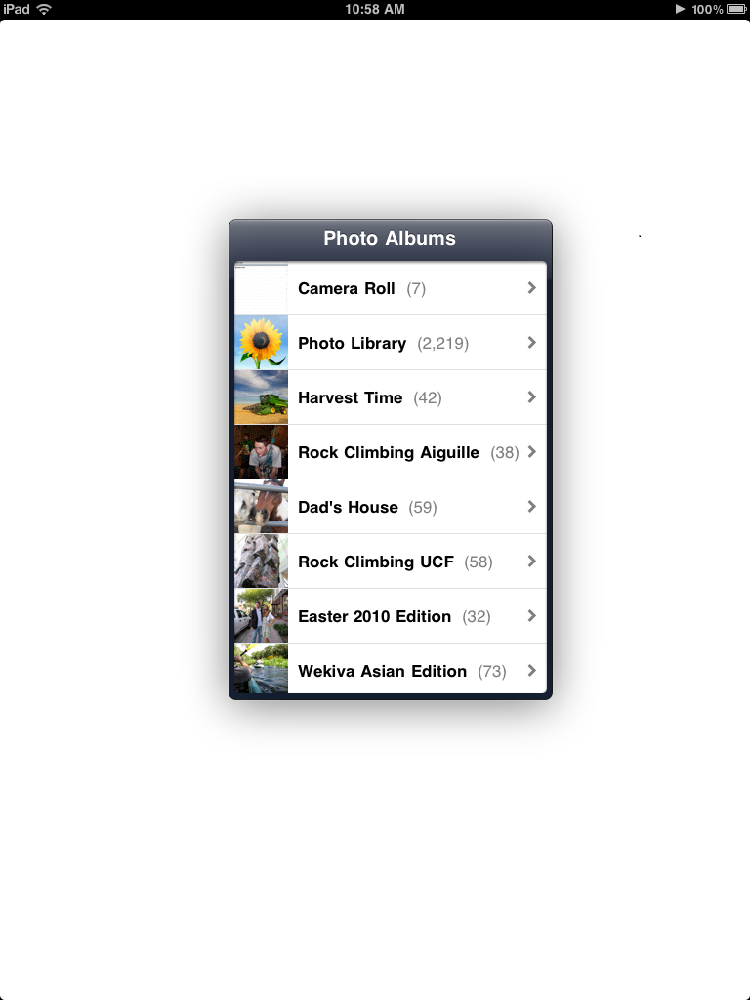 iPad 10:58 AM 100%
Photo Albums
Camera Roll (7)
Photo Library (2,219)
Harvest Time (42)
Rock Climbing Aiguille (38)
Dad's House (59)
Rock Climbing UCF (58)
Easter 2010 Edition (32)
Wekiva Asian Edition (73)